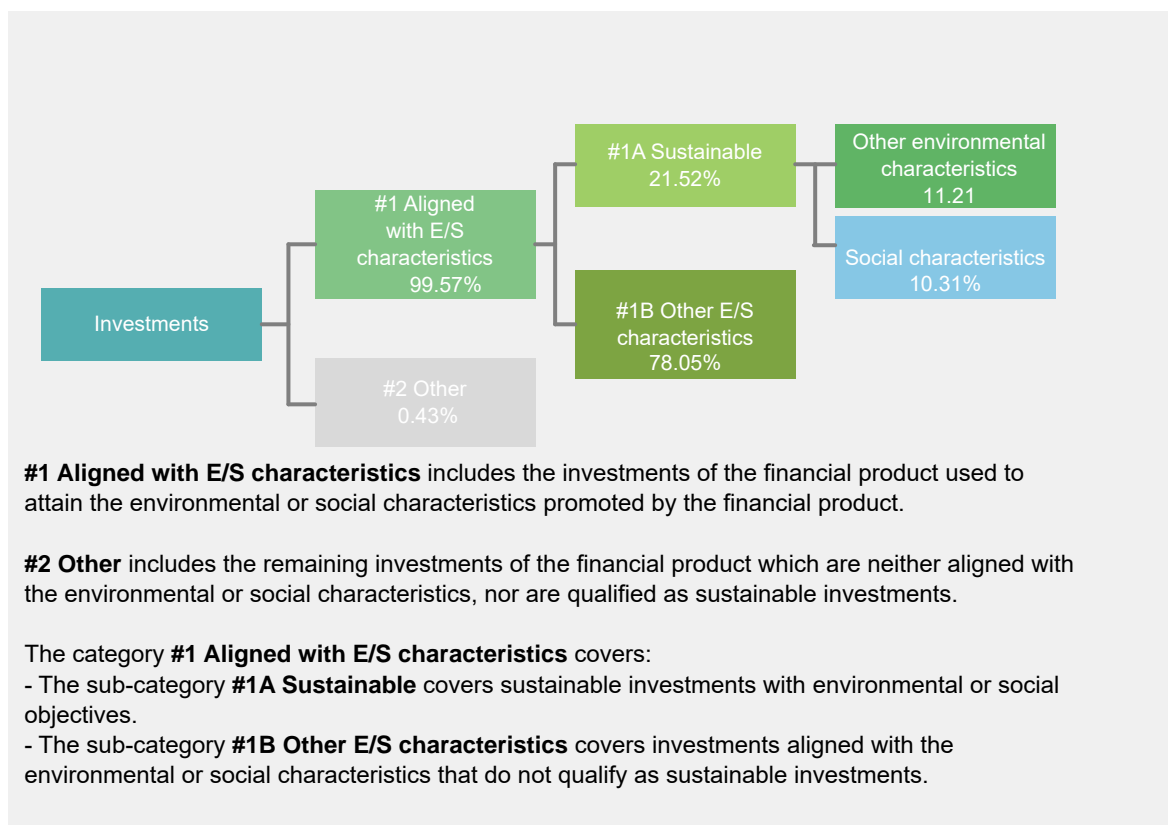 Investments
#1 Aligned
with E/S
characteristics
99.57%
#2 Other
0.43%
#1A Sustainable
21.52%
#1B Other E/S
characteristics
78.05%
Other environmental
characteristics
11.21
Social characteristics
10.31%
#1 Aligned with E/S characteristics includes the investments of the financial product used to
attain the environmental or social characteristics promoted by the financial product.
#2 Other includes the remaining investments of the financial product which are neither aligned with
the environmental or social characteristics, nor are qualified as sustainable investments.
The category #1 Aligned with E/S characteristics covers:
- The sub-category #1A Sustainable covers sustainable investments with environmental or social
objectives.
- The sub-category #1B Other E/S characteristics covers investments aligned with the
environmental or social characteristics that do not qualify as sustainable investments.